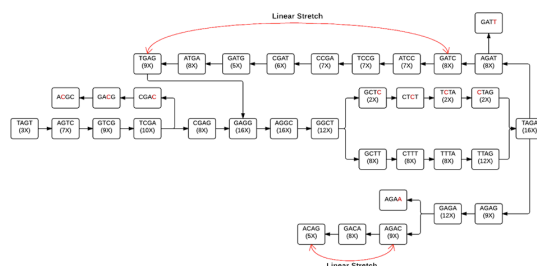 Linear Stretch
GATT
TGAG
(9X)
ATGA
(8X)
GATG
(5X)
CGAT
(6X)
CCGA
(7X)
TCCG
(7X)
ATCC
(7X)
GATC
(8X)
AGAT
(8X)
ACGC
GACG
CGAC
GCTC
(2X)
CTCT
TCTA
(2X)
CTAG
(2X)
TAGT
(3X)
AGTC
(7X)
GTCG
(9X)
TCGA
(10X)
CGAG
(8X)
GAGG
(16X)
AGGC
(16X)
GGCT
(12X)
TAGA
(16X)
GCTT
(8X)
CTTT
(8X)
TTTA
(8X)
TTAG
(12X)
AGAA
GAGA
(12X)
AGAG
(9X)
ACAG
(5X)
GACA
(8X)
AGAC
(9X)
Linear Stretch